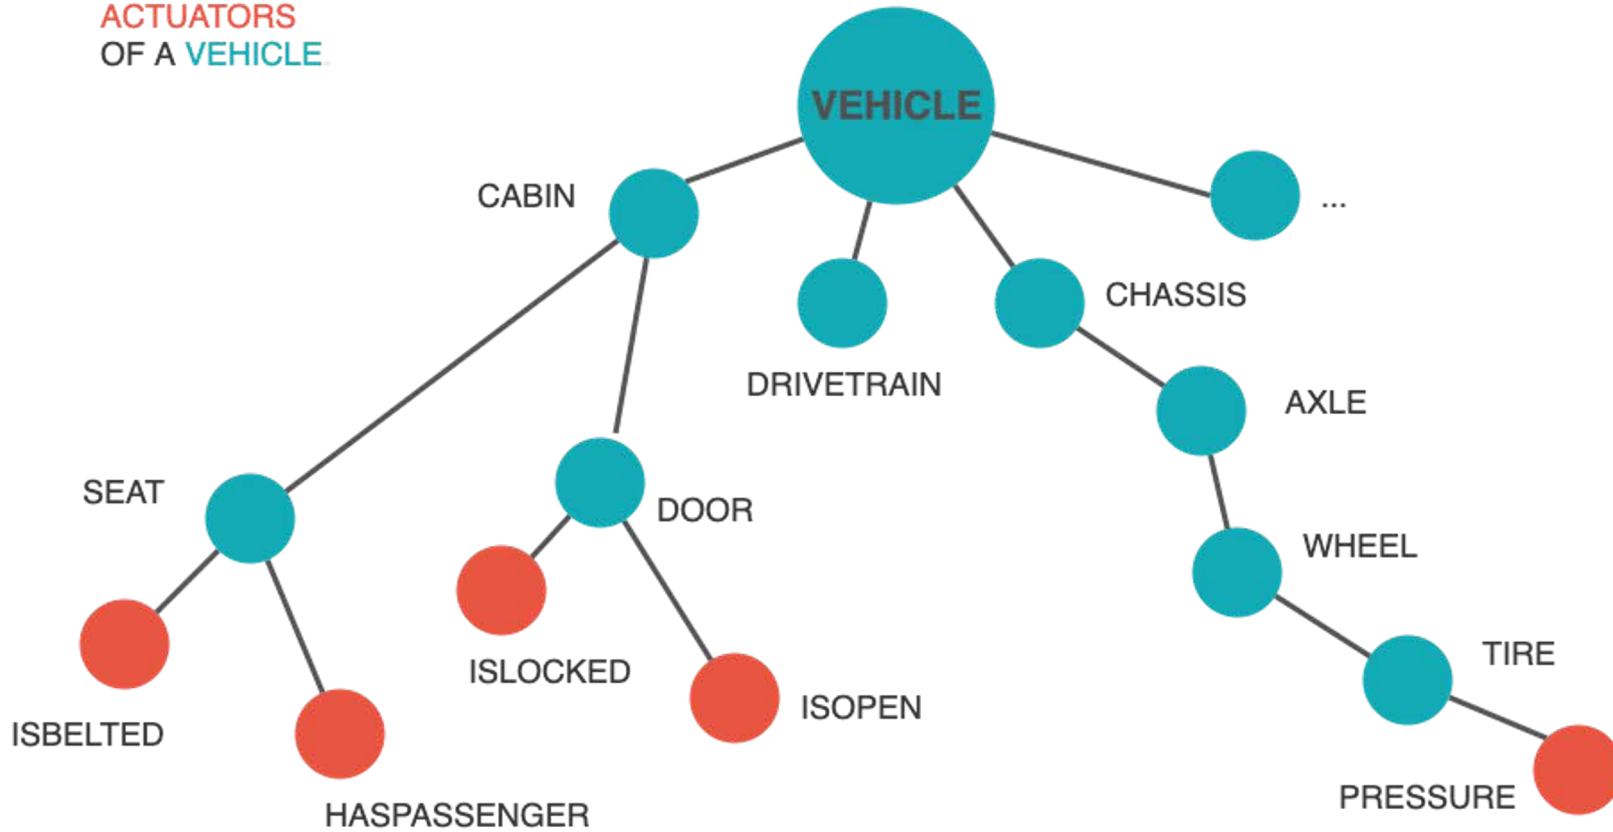 ACTUATORS
OF A VEHICLE
VEHICLE
CABIN
...
CHASSIS
DRIVETRAIN
AXLE
SEAT
DOOR
WHEEL
TIRE
ISLOCKED
ISOPEN
ISBELTED
PRESSURE
HASPASSENGER